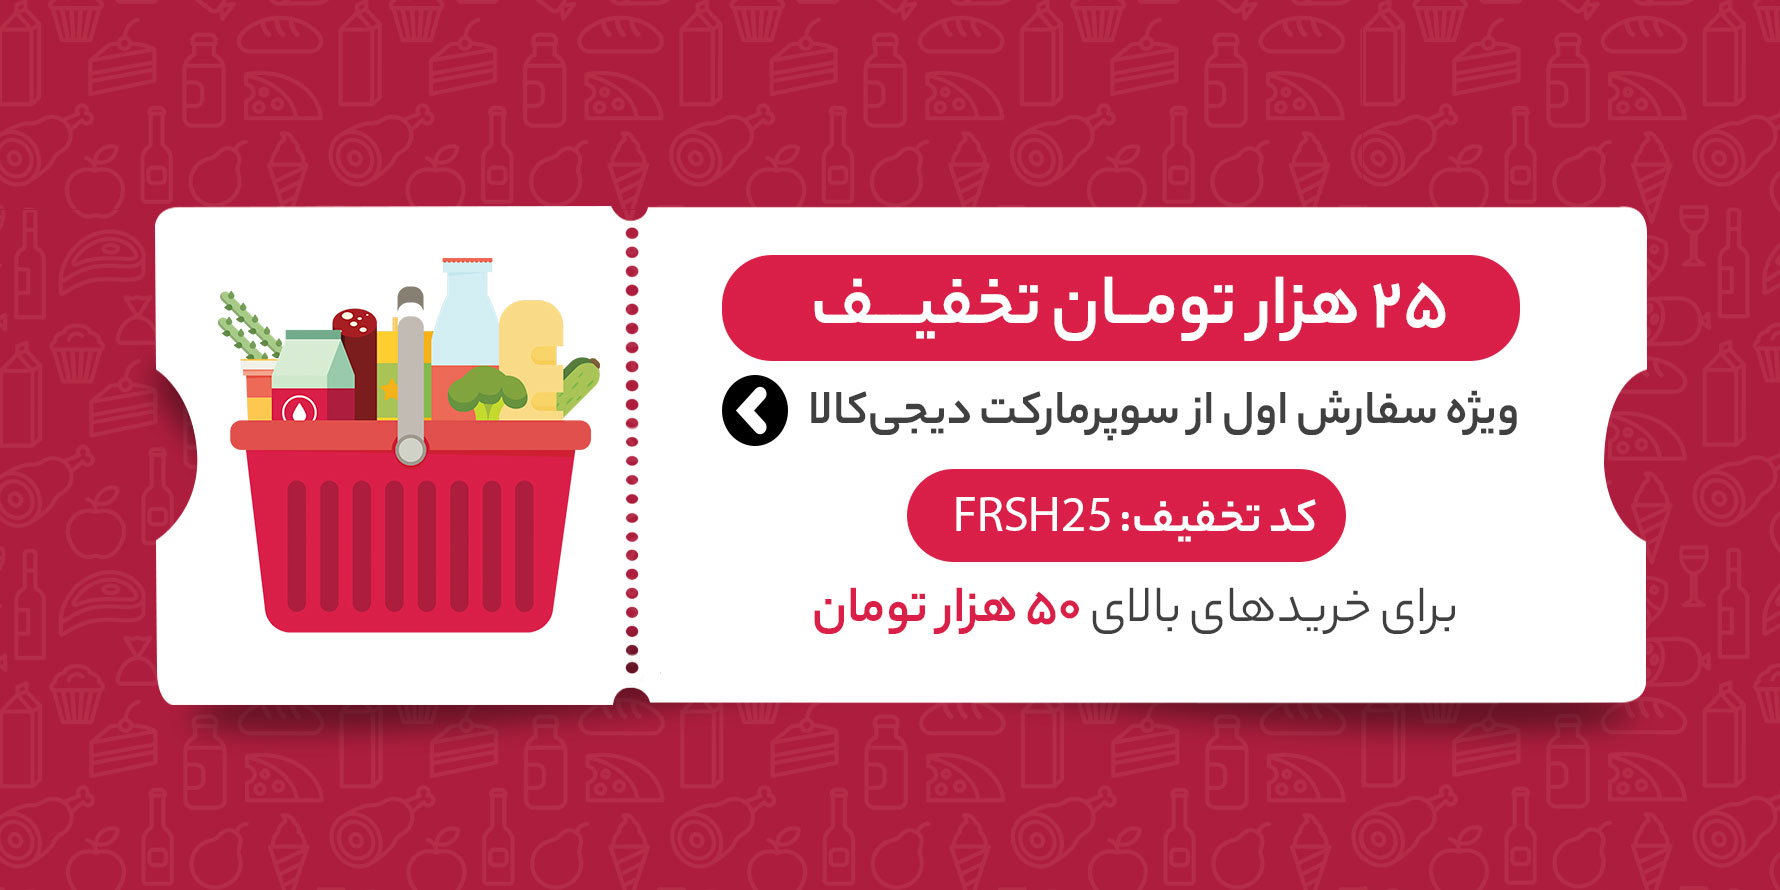 ۲۵ هزار تومـان تخفیـف
ویژه سفارش اول از سوپرمارکت دیجی‌کالا
کد تخفیف: FRSH25
برای خریدهای بالای ۵۰ هزار تومان